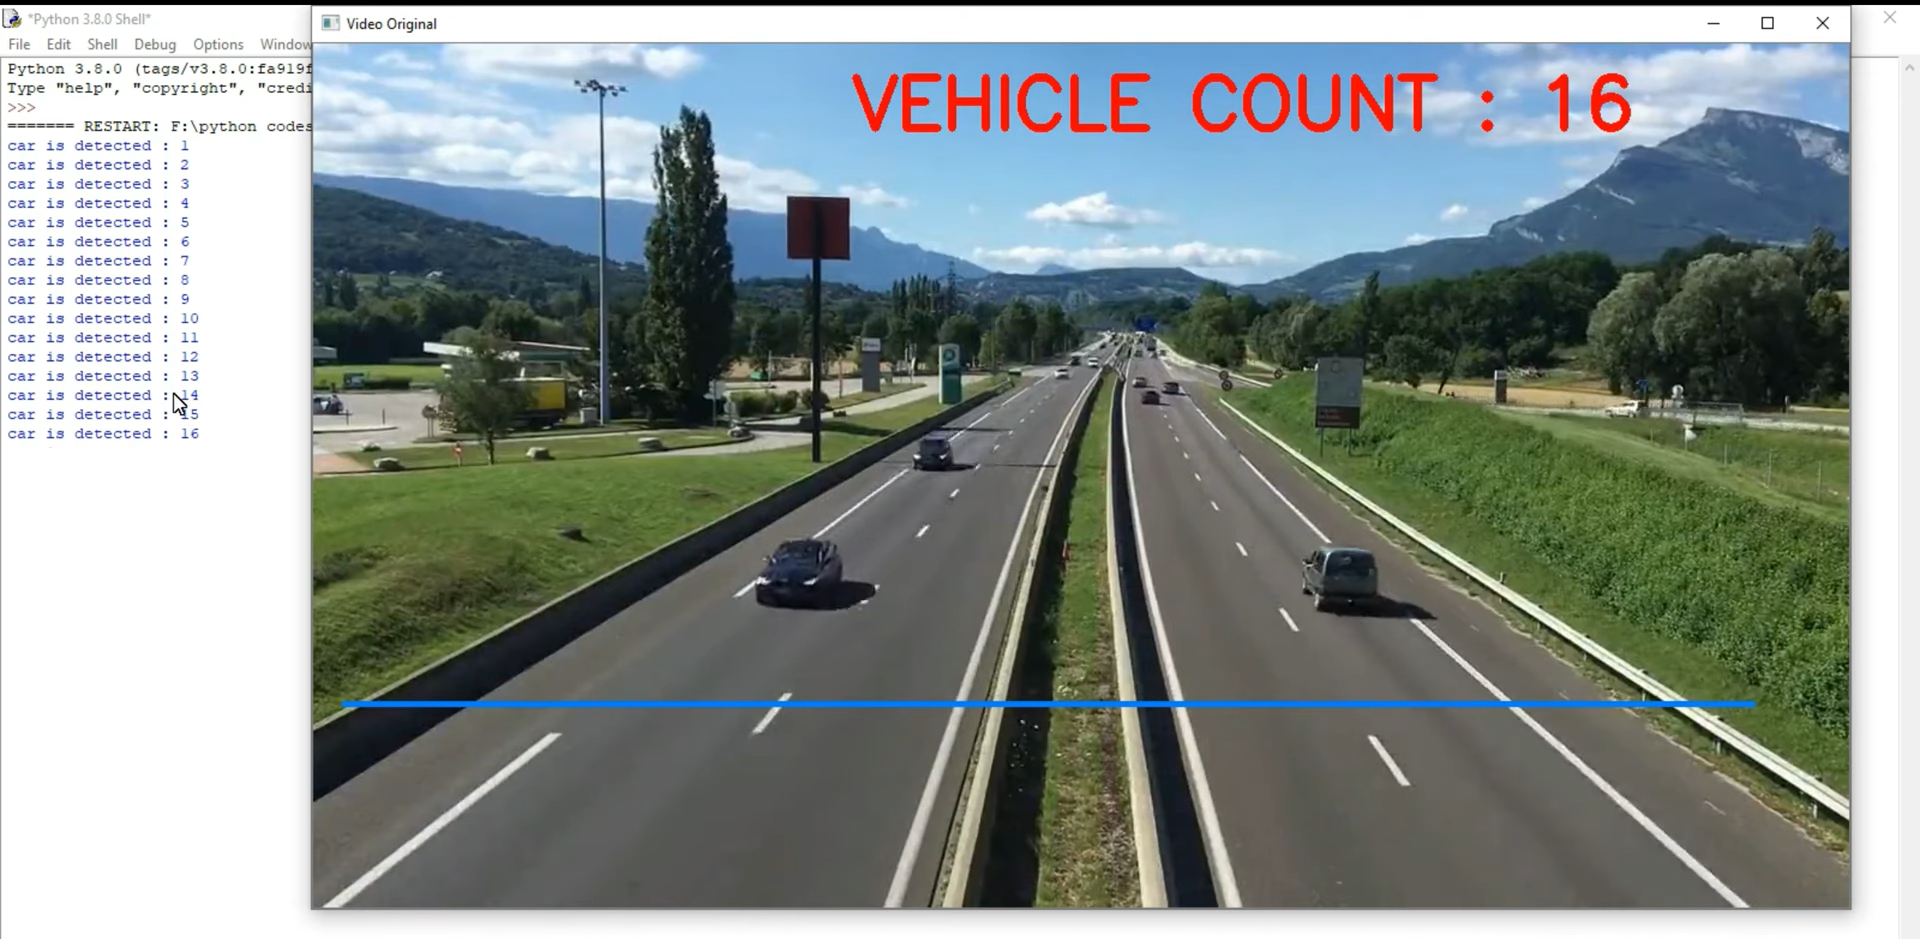 *Python 3.8.0 Shell*
File Edit Shell Debug Options Window
Python 3.8.0 (tags/v3.8.0:fa919f
Type "help", "copyright", "credi
>>>
======= RESTART: F:\python codes
car is detected : 1
car is detected : 2
car is detected : 3
car is detected : 4
car is detected : 5
car is detected : 6
car is detected : 7
car is detected : 8
car is detected : 9
car is detected : 10
car is detected : 11
car is detected : 12
car is detected : 13
car is detected : 14
car is detected : 15
car is detected : 16
Video Original
VEHICLE COUNT : 16